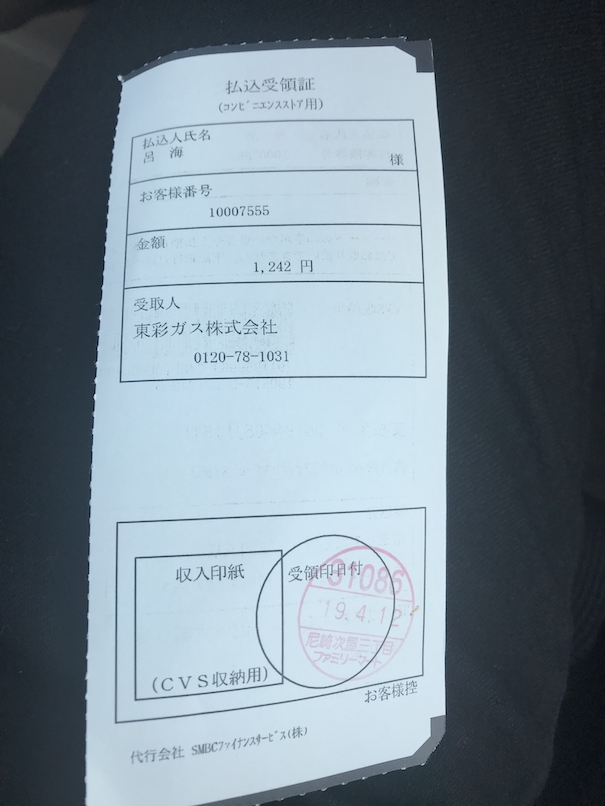 払込受領証
(ｺﾝﾋﾞﾆｴﾝｽｽﾄｱ用)
払込人氏名
呂 海
様
お客様番号
10007555
金額
1,242 円
受取人
東彩ガス株式会社
0120-78-1031
収入印紙
(CVS収納用)
受領印日付
31086
19.4.12
尼崎次屋三丁目
ファミリーマート
お客様控
代行会社 SMBCﾌｧｲﾅﾝｽｻｰﾋﾞｽ(株)